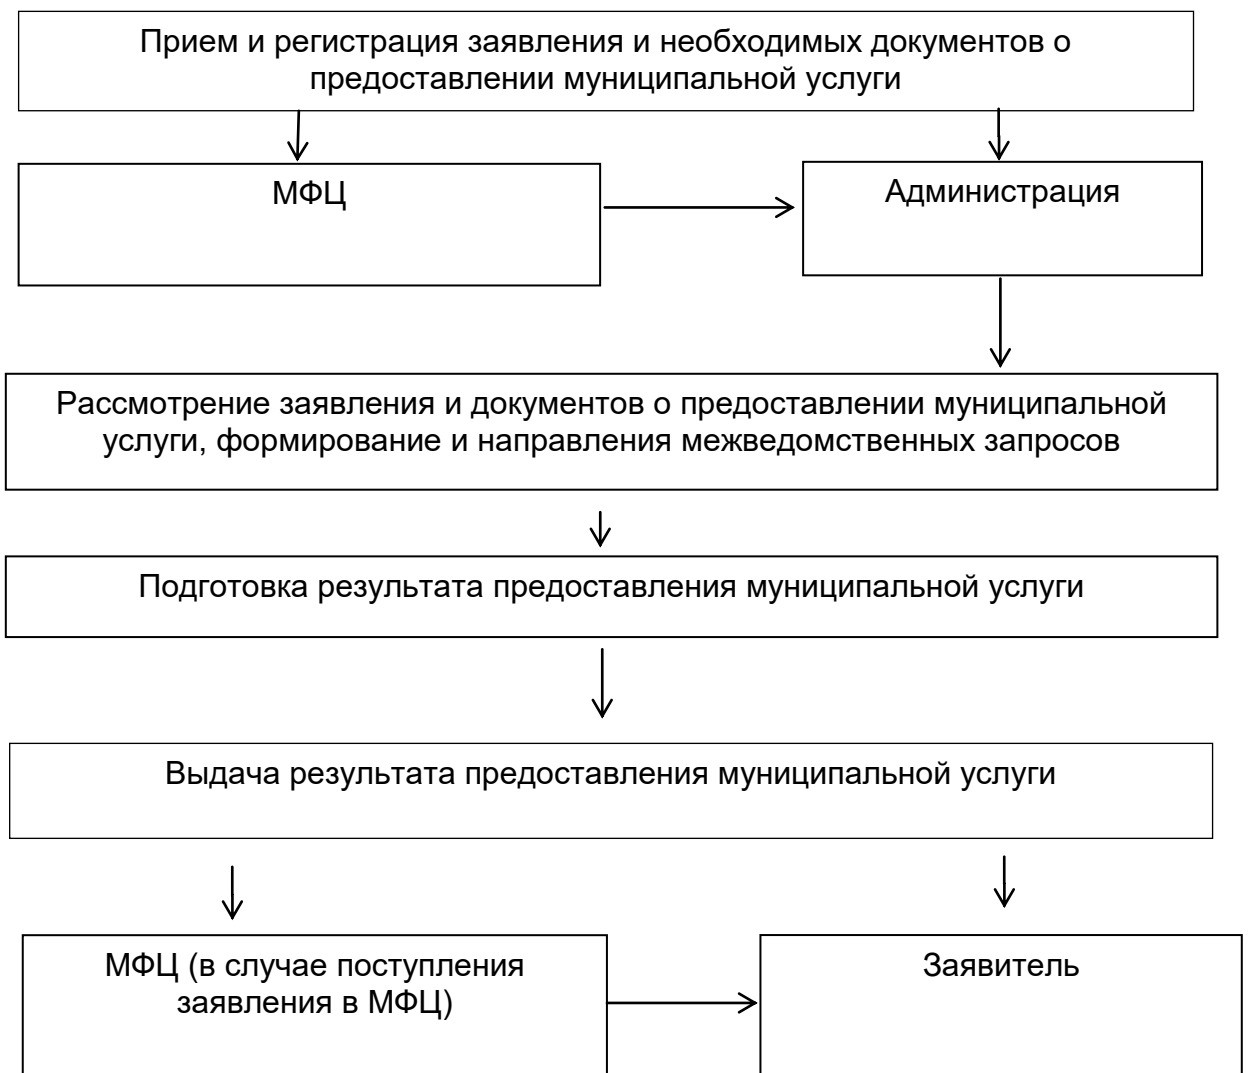 Прием и регистрация заявления и необходимых документов о
предоставлении муниципальной услуги
МФЦ
Администрация
Рассмотрение заявления и документов о предоставлении муниципальной
услуги, формирование и направления межведомственных запросов
Подготовка результата предоставления муниципальной услуги
Выдача результата предоставления муниципальной услуги
МФЦ (в случае поступления
заявления в МФЦ)
Заявитель